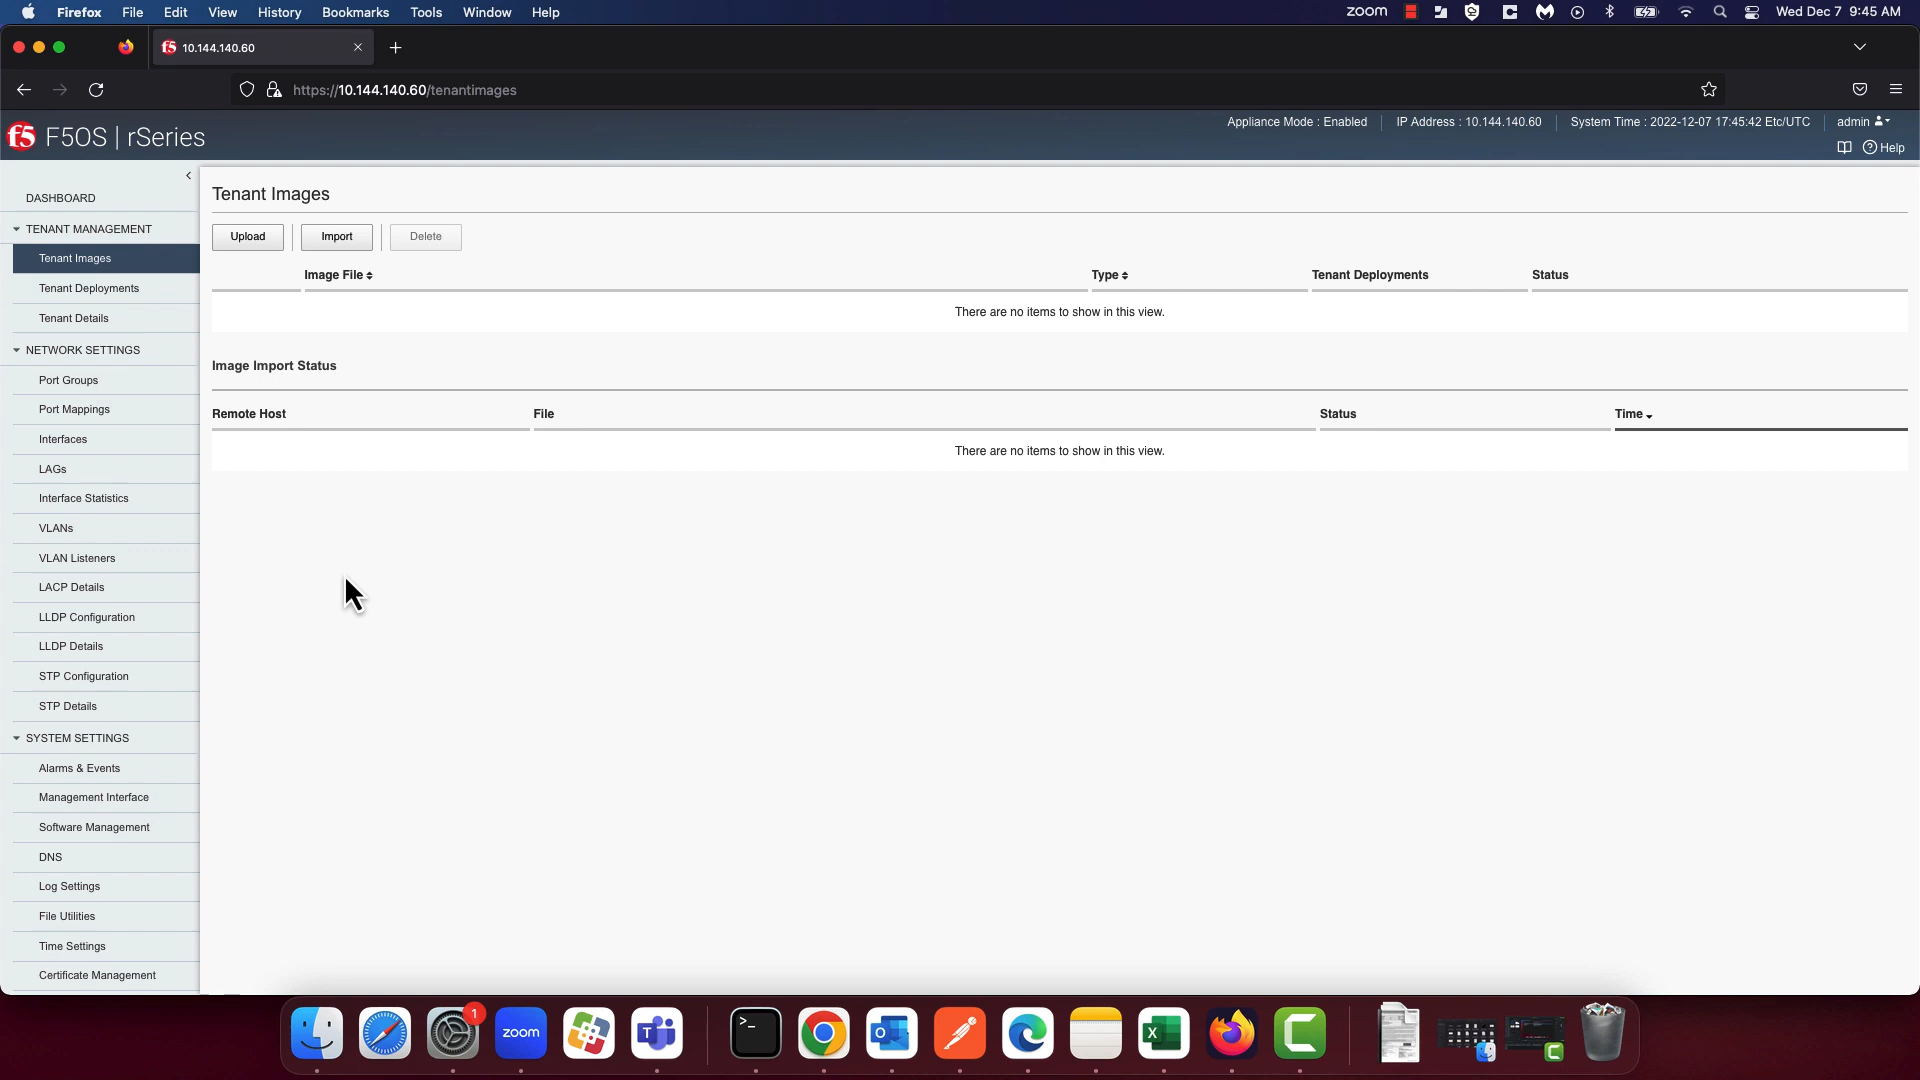 Firefox File Edit View History Bookmarks Tools Window Help zoom Wed Dec 7 9:45 AM
10.144.140.60
https://10.144.140.60/tenantimages
Appliance Mode : Enabled IP Address : 10.144.140.60 System Time : 2022-12-07 17:45:42 Etc/UTC admin
f5 F5OS | rSeries
Help
DASHBOARD
TENANT MANAGEMENT
Tenant Images
Tenant Deployments
Tenant Details
NETWORK SETTINGS
Port Groups
Port Mappings
Interfaces
LAGs
Interface Statistics
VLANs
VLAN Listeners
LACP Details
LLDP Configuration
LLDP Details
STP Configuration
STP Details
SYSTEM SETTINGS
Alarms & Events
Management Interface
Software Management
DNS
Log Settings
File Utilities
Time Settings
Certificate Management
Tenant Images
Upload Import Delete
Image File Type Tenant Deployments Status
There are no items to show in this view.
Image Import Status
Remote Host File Status Time
There are no items to show in this view.
1
zoom